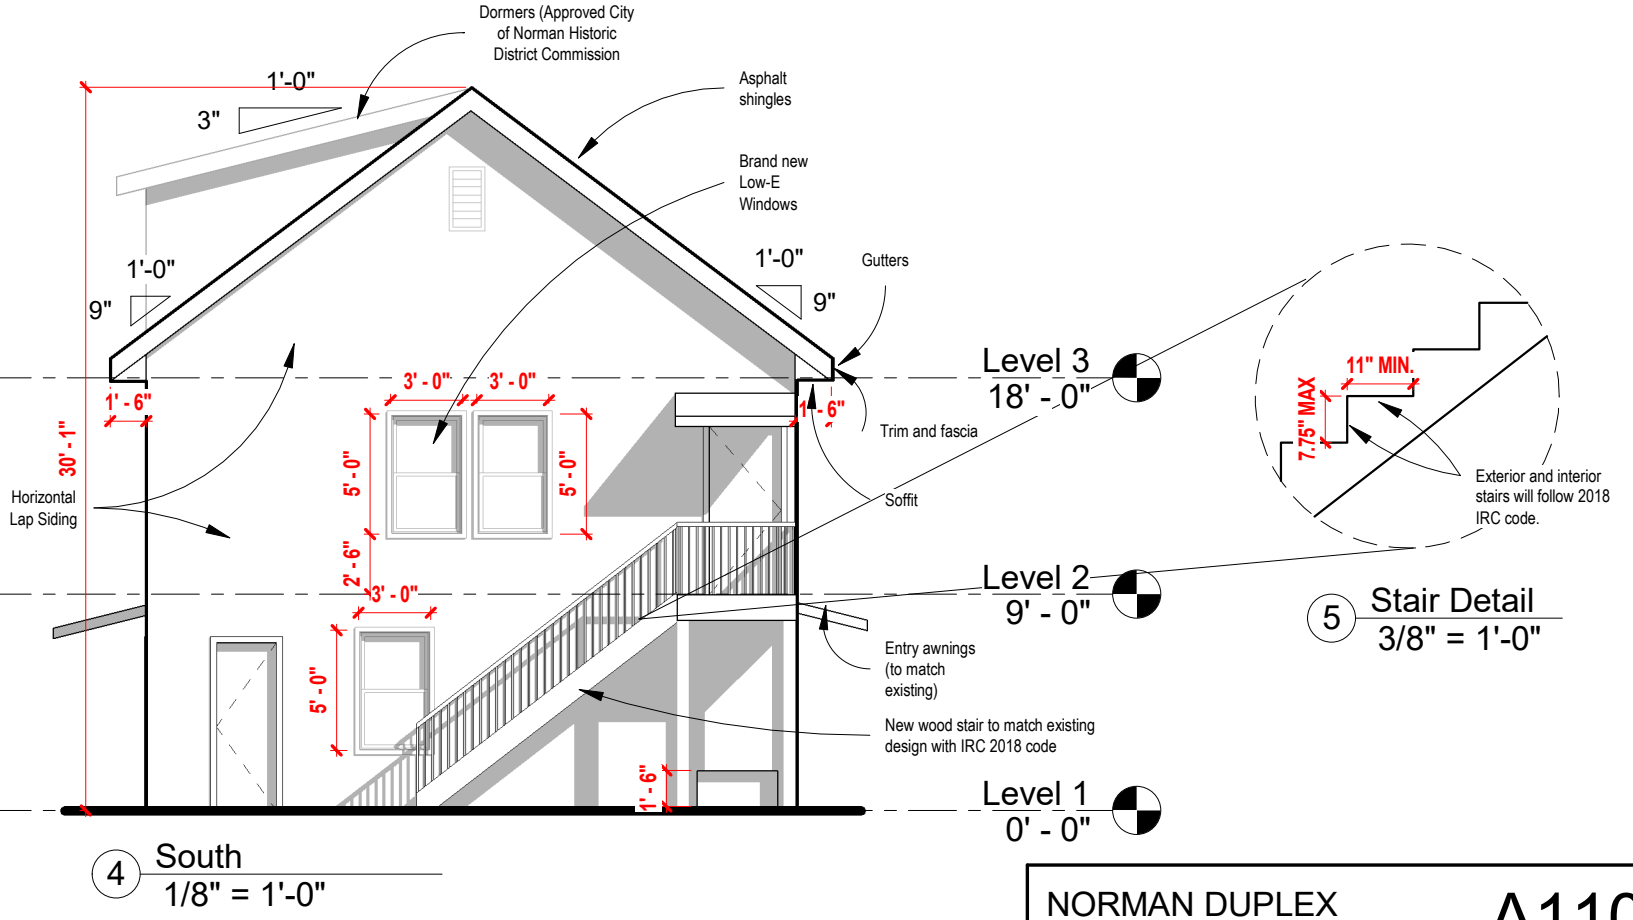 Dormers (Approved City
of Norman Historic
District Commission
1'-0"
3"
Asphalt
shingles
Brand new
Low-E
Windows
1'-0"
9"
1'-0"
9"
Gutters
Level 3
18' - 0"
1' - 6"
3' - 0"
3' - 0"
1' - 6"
Trim and fascia
30' - 1"
5' - 0"
5' - 0"
Soffit
Horizontal
Lap Siding
2' - 6"
3' - 0"
Level 2
9' - 0"
5' - 0"
Entry awnings
(to match
existing)
New wood stair to match existing
design with IRC 2018 code
1' - 6"
Level 1
0' - 0"
4
South
1/8" = 1'-0"
11" MIN.
7.75" MAX
Exterior and interior
stairs will follow 2018
IRC code.
5
Stair Detail
3/8" = 1'-0"
NORMAN DUPLEX
A110